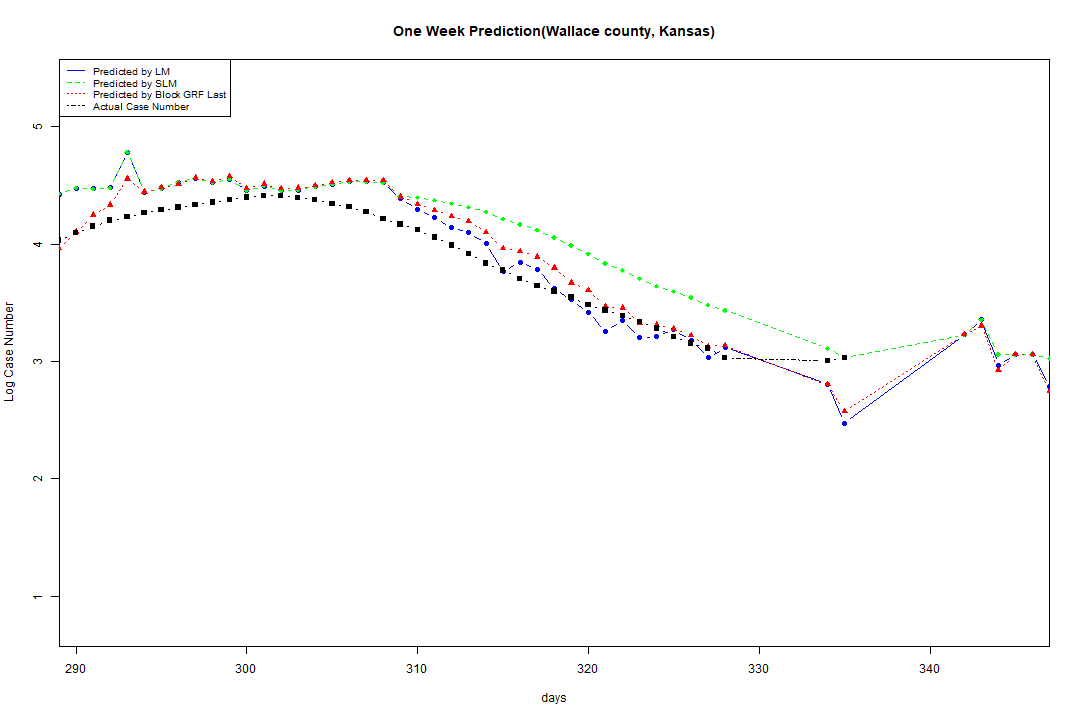 One Week Prediction(Wallace county, Kansas)
Predicted by LM
Predicted by SLM
Predicted by Block GRF Last
Actual Case Number
5
4
3
2
1
Log Case Number
290 300 310 320 330 340
days